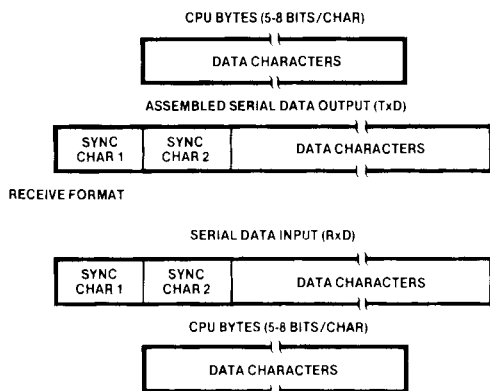 CPU BYTES (5-8 BITS/CHAR)
DATA CHARACTERS
ASSEMBLED SERIAL DATA OUTPUT (TxD)
SYNC CHAR 1
SYNC CHAR 2
DATA CHARACTERS
RECEIVE FORMAT
SERIAL DATA INPUT (RxD)
SYNC CHAR 1
SYNC CHAR 2
DATA CHARACTERS
CPU BYTES (5-8 BITS/CHAR)
DATA CHARACTERS